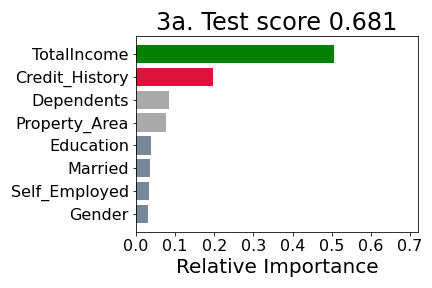 3a. Test score 0.681
TotalIncome
Credit_History
Dependents
Property_Area
Education
Married
Self_Employed
Gender
0.0 0.1 0.2 0.3 0.4 0.5 0.6 0.7
Relative Importance